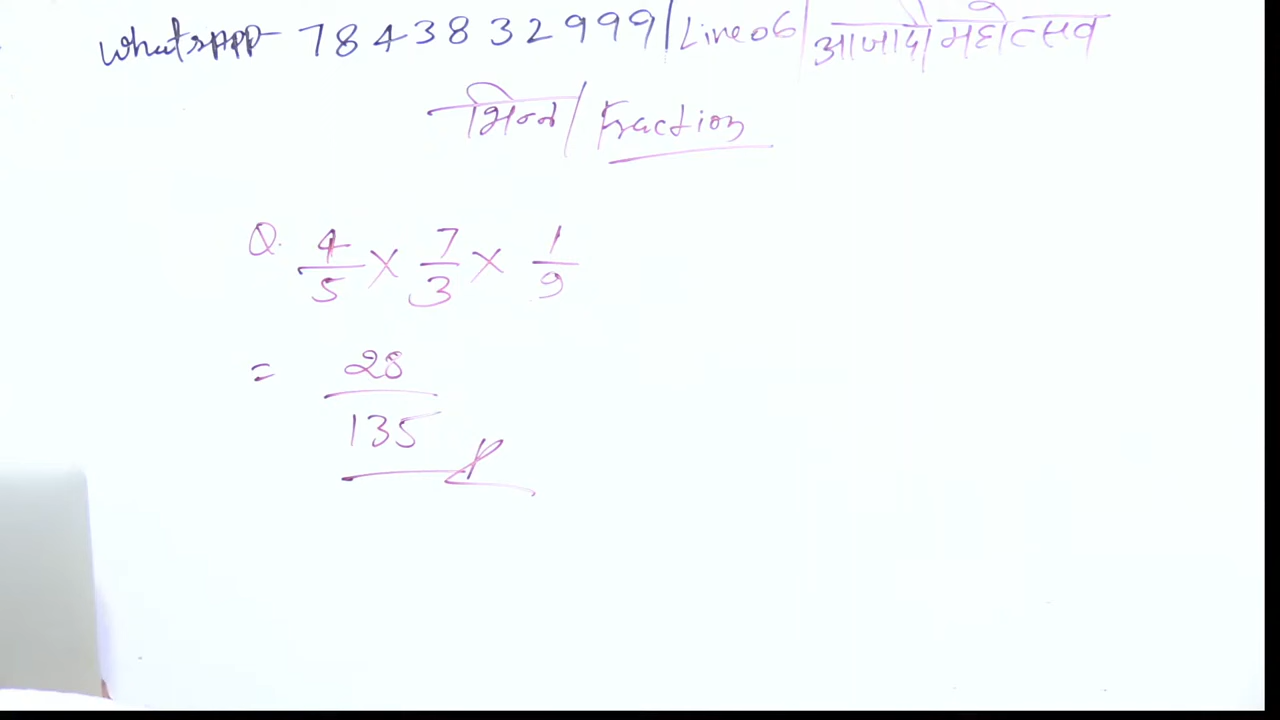 Whatsapp- 7843832999/Line06/आजादी महोत्सव
भिन्न/Fraction
Q. 4/5 × 7/3 × 1/9
= 28/135